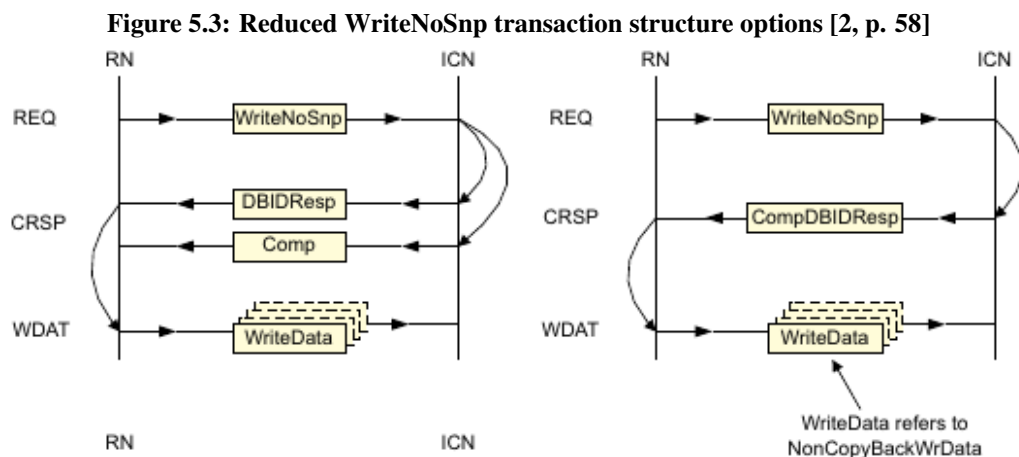 Figure 5.3: Reduced WriteNoSnp transaction structure options [2, p. 58]
RN ICN RN ICN
REQ WriteNoSnp REQ WriteNoSnp
DBIDResp
CRSP CRSP CompDBIDResp
Comp
WDAT WriteData WDAT WriteData
WriteData refers to
NonCopyBackWrData
RN ICN